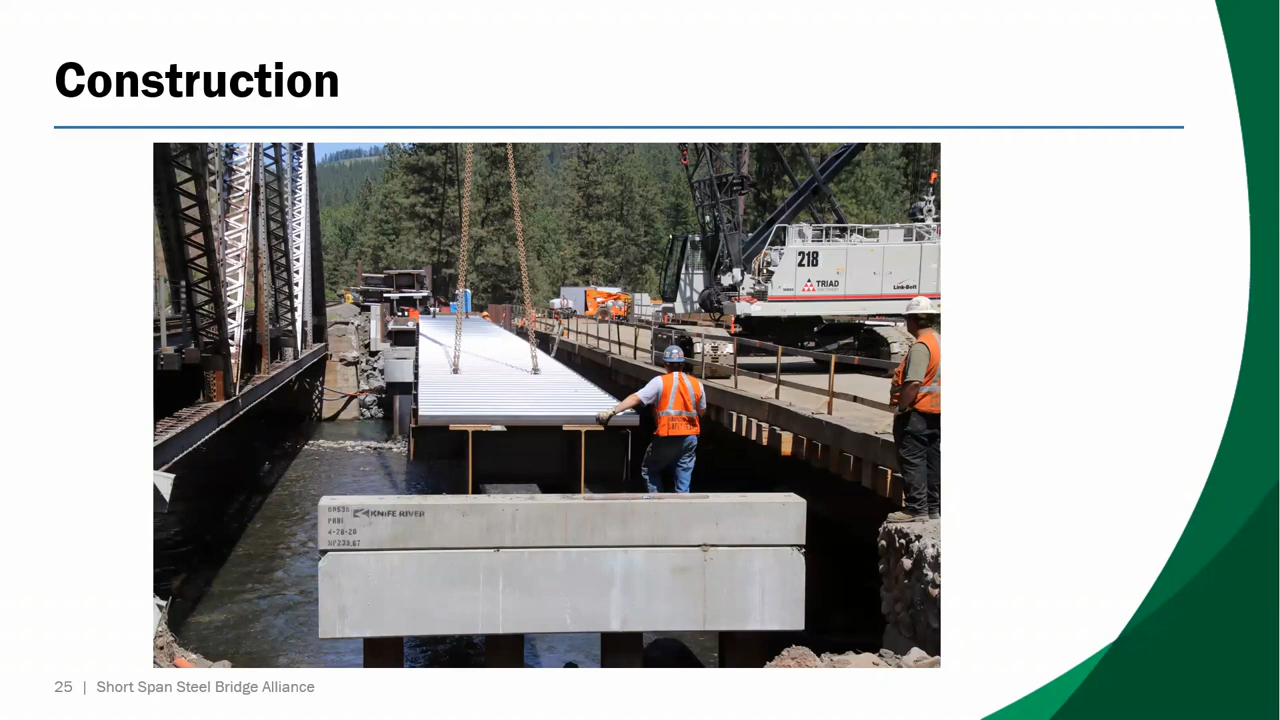 Construction
218
TRIAD
Link-Belt
KNIFE RIVER
4-28-20
25 | Short Span Steel Bridge Alliance